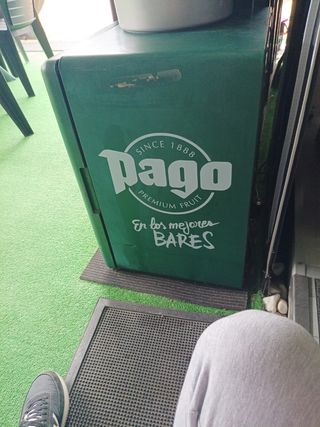 SINCE 1888
Pago
PREMIUM FRUIT
En los mejores
BARES